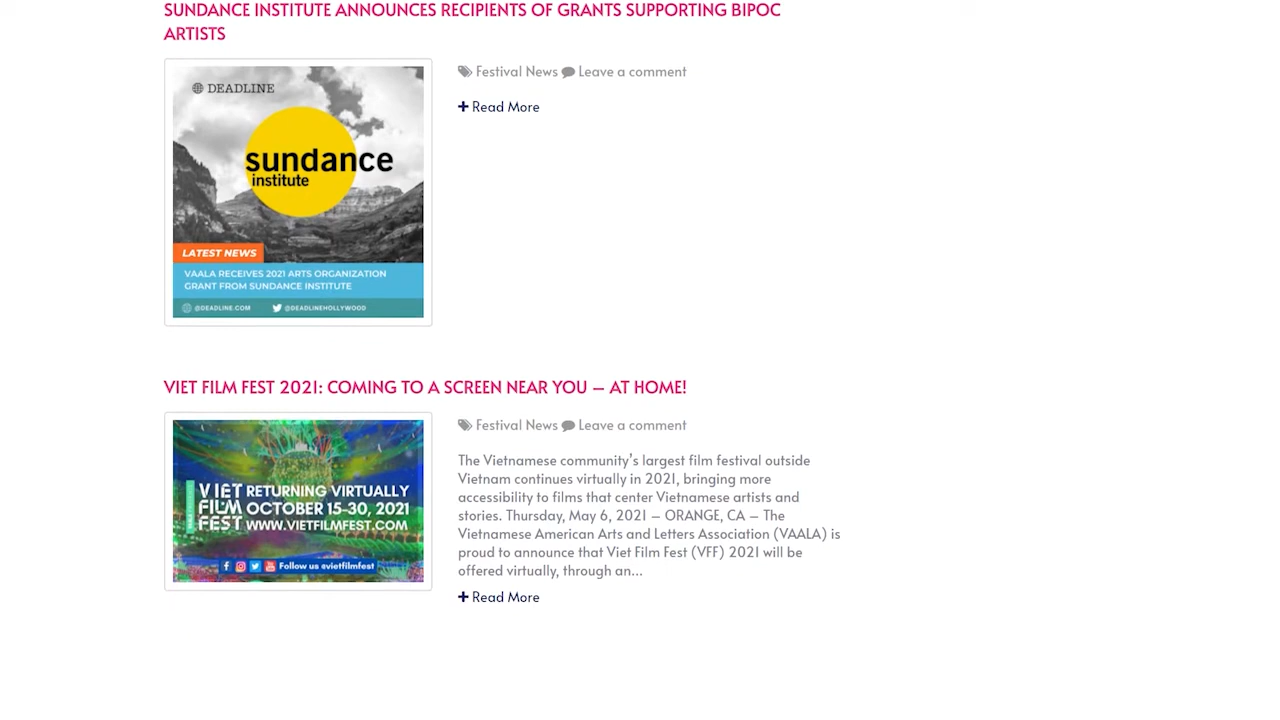 SUNDANCE INSTITUTE ANNOUNCES RECIPIENTS OF GRANTS SUPPORTING BIPOC
ARTISTS
DEADLINE
sundance
institute
LATEST NEWS
VAALA RECEIVES 2021 ARTS ORGANIZATION
GRANT FROM SUNDANCE INSTITUTE
@DEADLINE.COM @DEADLINEHOLLYWOOD
Festival News Leave a comment
Read More
VIET FILM FEST 2021: COMING TO A SCREEN NEAR YOU – AT HOME!
VIET FILM FEST
RETURNING VIRTUALLY
OCTOBER 15-30, 2021
WWW.VIETFILMFEST.COM
Follow us @vietfilmfest
Festival News Leave a comment
The Vietnamese community's largest film festival outside
Vietnam continues virtually in 2021, bringing more
accessibility to films that center Vietnamese artists and
stories. Thursday, May 6, 2021 – ORANGE, CA – The
Vietnamese American Arts and Letters Association (VAALA) is
proud to announce that Viet Film Fest (VFF) 2021 will be
offered virtually, through an...
Read More